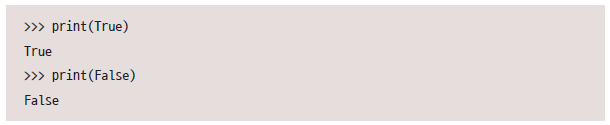 >>> print(True)
True
>>> print(False)
False